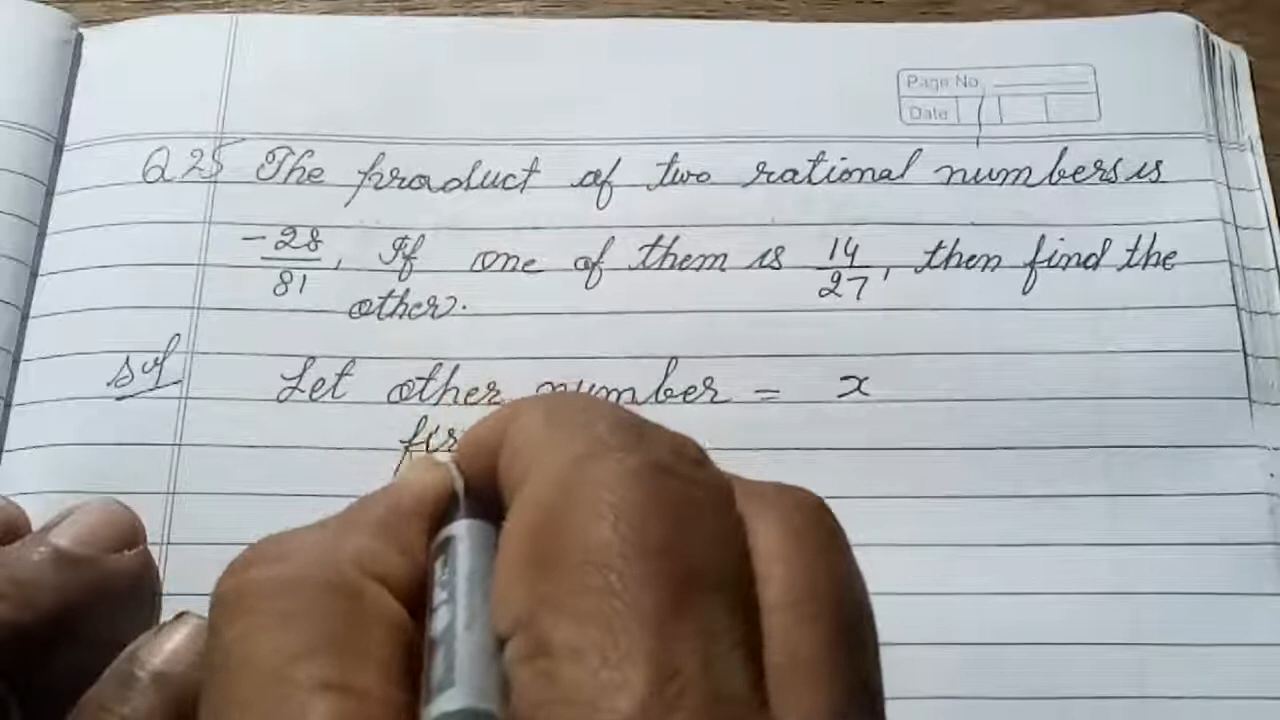 Page No
Date
Q25 The product of two rational numbers is
-28/81, If one of them is 14/27, then find the
other.
sol Let other number = x
firs